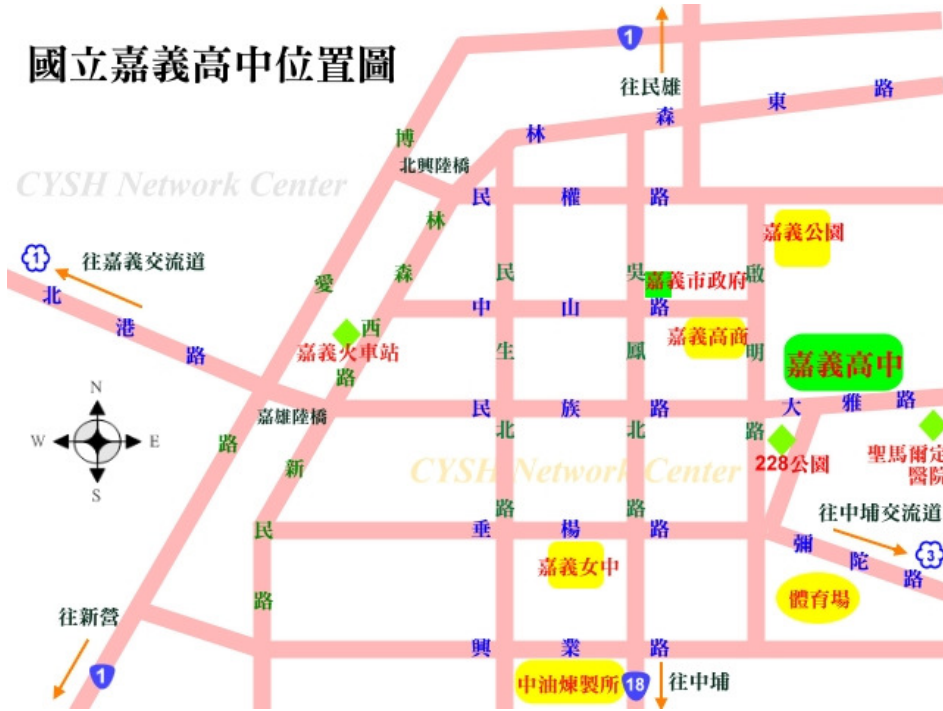 國立嘉義高中位置圖
1
往民雄
林森東路
博愛路
北興陸橋
CYSH Network Center
民權路
林森西路
嘉義公園
1
往嘉義交流道
北港路
民生北路
吳鳳北路
啟明路
嘉義市政府
中山路
嘉義火車站
嘉義高商
嘉義高中
嘉雄陸橋
民族路
大雅路
N
W
E
S
228公園
聖馬爾定
醫院
CYSH Network Center
往中埔交流道
3
新民路
垂楊路
彌陀路
嘉義女中
體育場
往新營
1
興業路
中油煉製所
18
往中埔